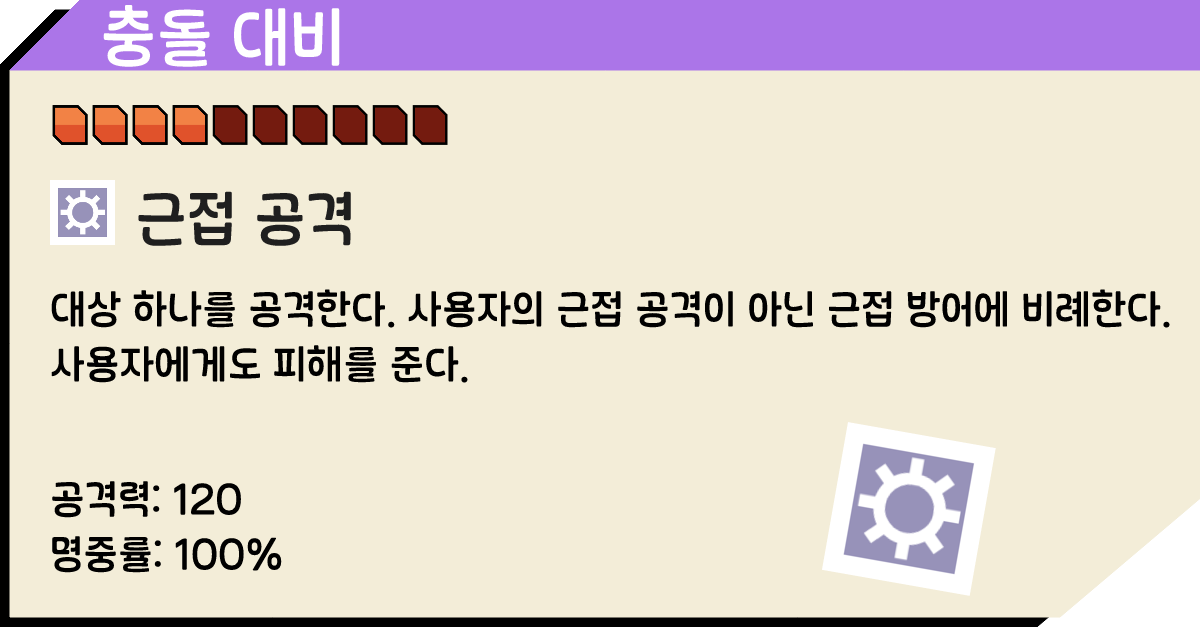 충돌 대비
근접 공격
대상 하나를 공격한다. 사용자의 근접 공격이 아닌 근접 방어에 비례한다.
사용자에게도 피해를 준다.
공격력: 120
명중률: 100%